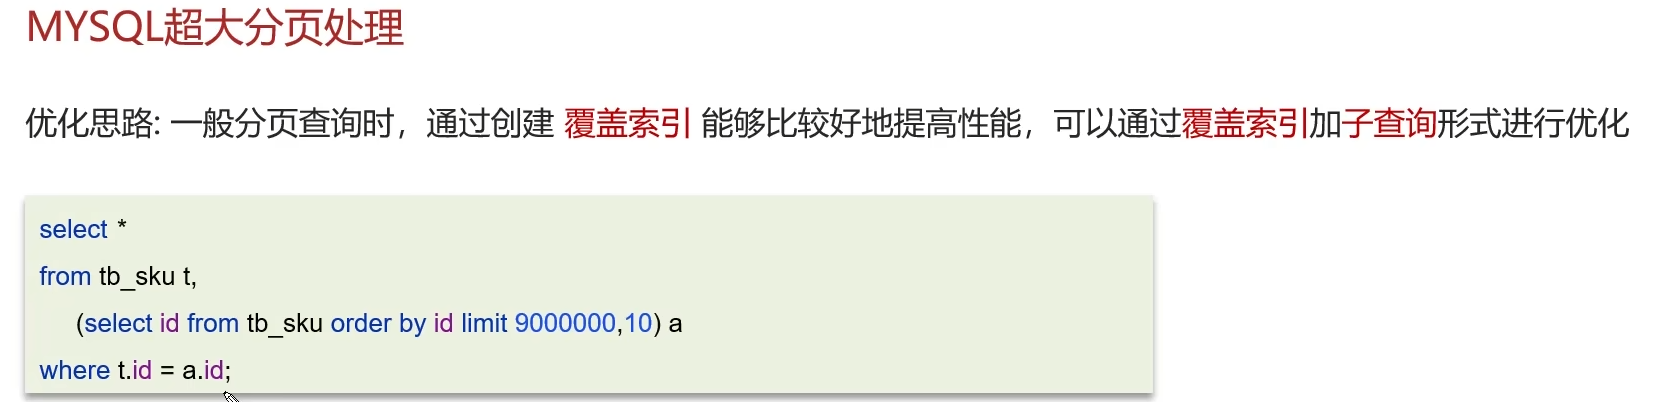 MYSQL超大分页处理
优化思路: 一般分页查询时，通过创建 覆盖索引 能够比较好地提高性能，可以通过覆盖索引加子查询形式进行优化
select *
from tb_sku t,
(select id from tb_sku order by id limit 9000000,10) a
where t.id = a.id;